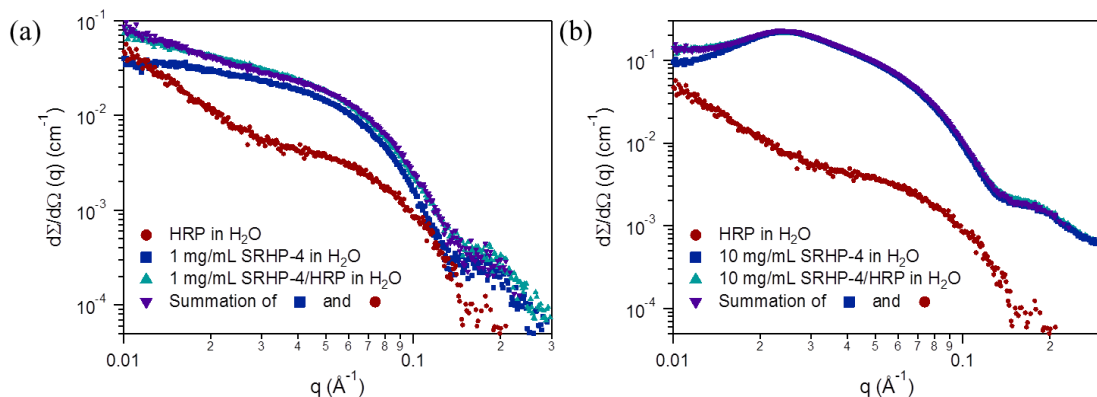 (a)
dΣ/dΩ (q) (cm⁻¹)
10⁻¹
10⁻²
10⁻³
10⁻⁴
HRP in H₂O
1 mg/mL SRHP-4 in H₂O
1 mg/mL SRHP-4/HRP in H₂O
Summation of and
0.01 2 3 4 5 6 7 8 9 0.1 2 3
q (Å⁻¹)
(b)
dΣ/dΩ (q) (cm⁻¹)
10⁻¹
10⁻²
10⁻³
10⁻⁴
HRP in H₂O
10 mg/mL SRHP-4 in H₂O
10 mg/mL SRHP-4/HRP in H₂O
Summation of and
0.01 2 3 4 5 6 7 8 9 0.1 2
q (Å⁻¹)